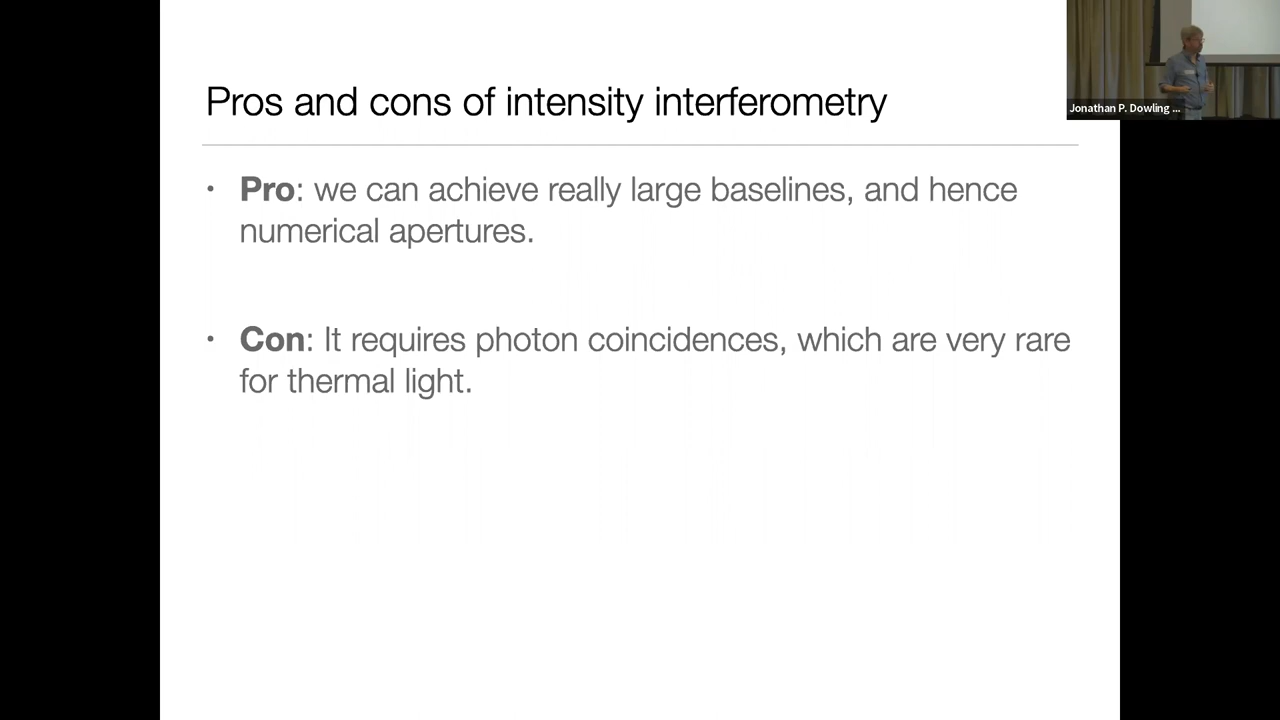 Pros and cons of intensity interferometry
• Pro: we can achieve really large baselines, and hence
numerical apertures.
• Con: It requires photon coincidences, which are very rare
for thermal light.
Jonathan P. Dowling ...